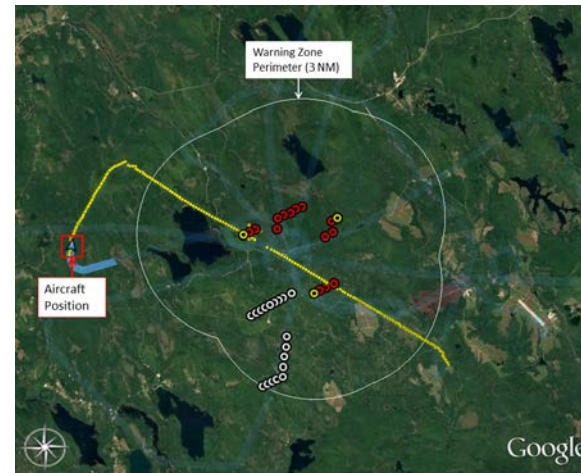 Warning Zone
Perimeter (3 NM)
Aircraft
Position
Google